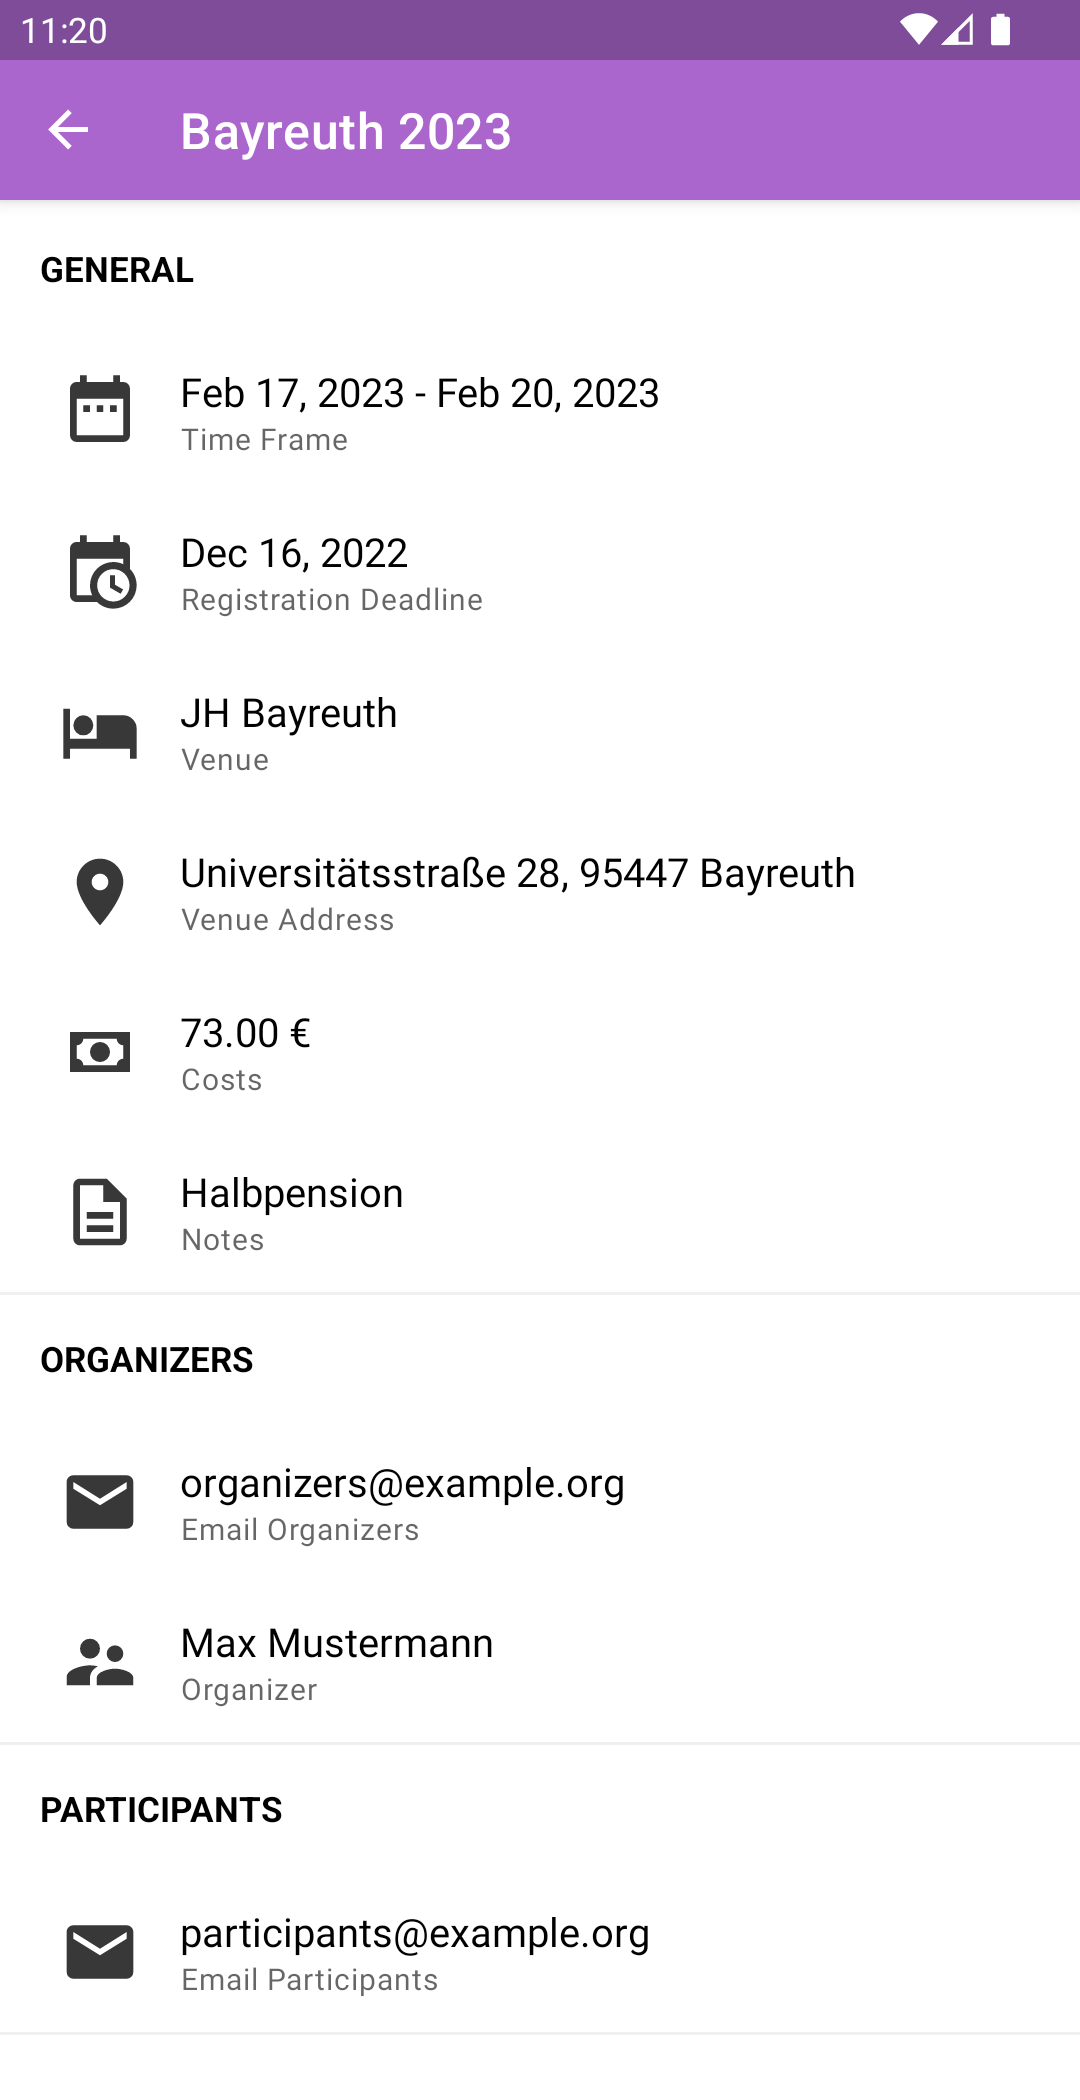 11:20
Bayreuth 2023
GENERAL
Feb 17, 2023 - Feb 20, 2023
Time Frame
Dec 16, 2022
Registration Deadline
JH Bayreuth
Venue
Universitätsstraße 28, 95447 Bayreuth
Venue Address
73.00 €
Costs
Halbpension
Notes
ORGANIZERS
organizers@example.org
Email Organizers
Max Mustermann
Organizer
PARTICIPANTS
participants@example.org
Email Participants